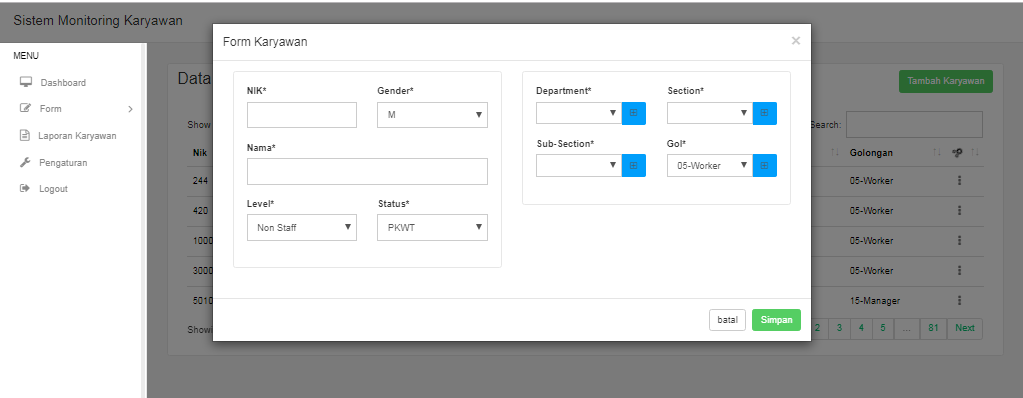 Sistem Monitoring Karyawan
MENU
Dashboard
Form
Laporan Karyawan
Pengaturan
Logout
Form Karyawan ×
NIK* Gender*
M
Nama*
Level* Status*
Non Staff PKWT
Department* Section*
Sub-Section* Gol*
05-Worker
batal Simpan
Data
Tambah Karyawan
Show Search:
Nik Golongan
244 05-Worker
420 05-Worker
1000 05-Worker
3000 05-Worker
5010 15-Manager
Show 2 3 4 5 ... 81 Next